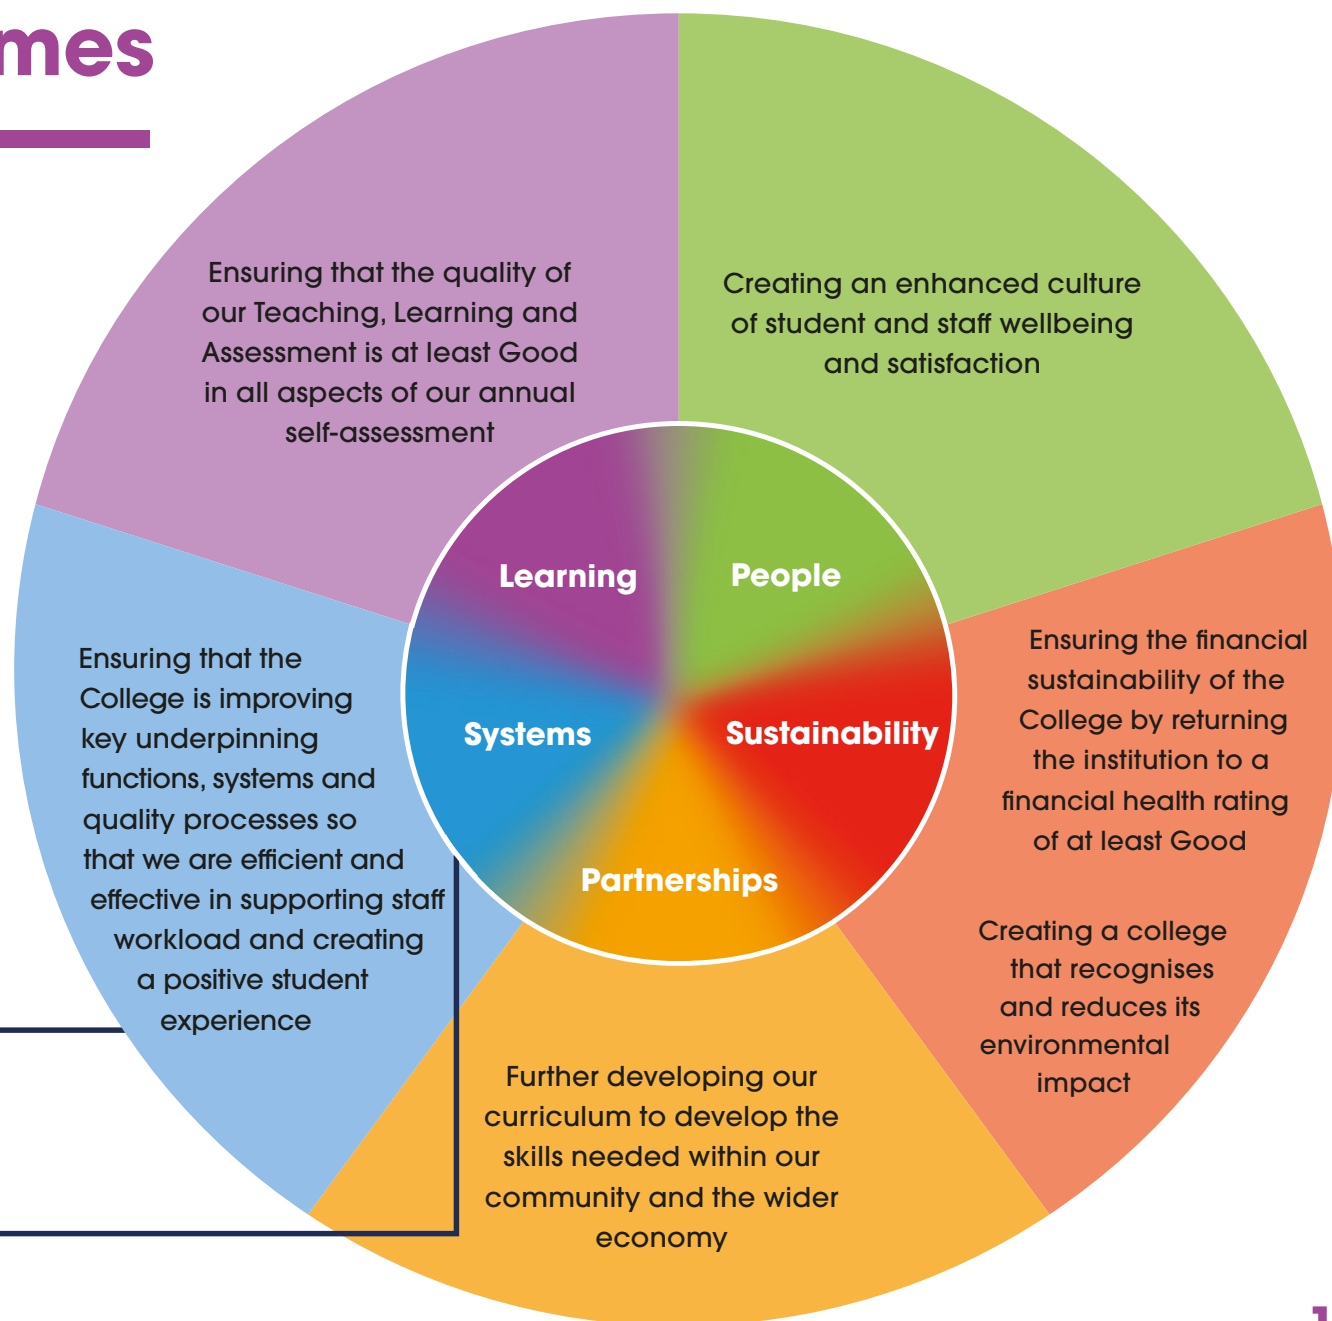 mes
Ensuring that the quality of
our Teaching, Learning and
Assessment is at least Good
in all aspects of our annual
self-assessment
Creating an enhanced culture
of student and staff wellbeing
and satisfaction
Learning
People
Systems
Sustainability
Partnerships
Ensuring that the
College is improving
key underpinning
functions, systems and
quality processes so
that we are efficient and
effective in supporting staff
workload and creating
a positive student
experience
Ensuring the financial
sustainability of the
College by returning
the institution to a
financial health rating
of at least Good
Creating a college
that recognises
and reduces its
environmental
impact
Further developing our
curriculum to develop the
skills needed within our
community and the wider
economy